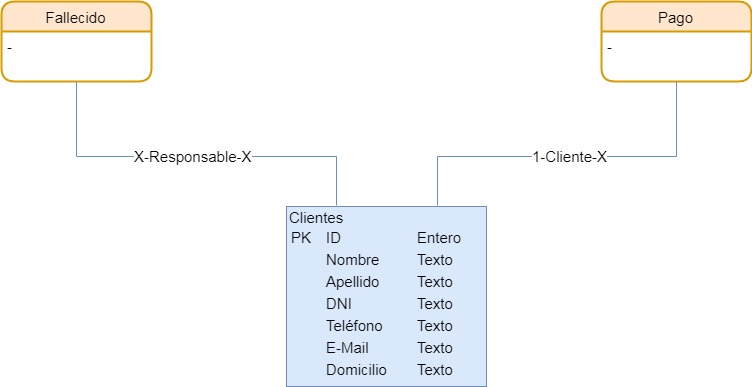 Fallecido
-
Pago
-
X-Responsable-X
1-Cliente-X
Clientes
PK ID Entero
Nombre Texto
Apellido Texto
DNI Texto
Teléfono Texto
E-Mail Texto
Domicilio Texto